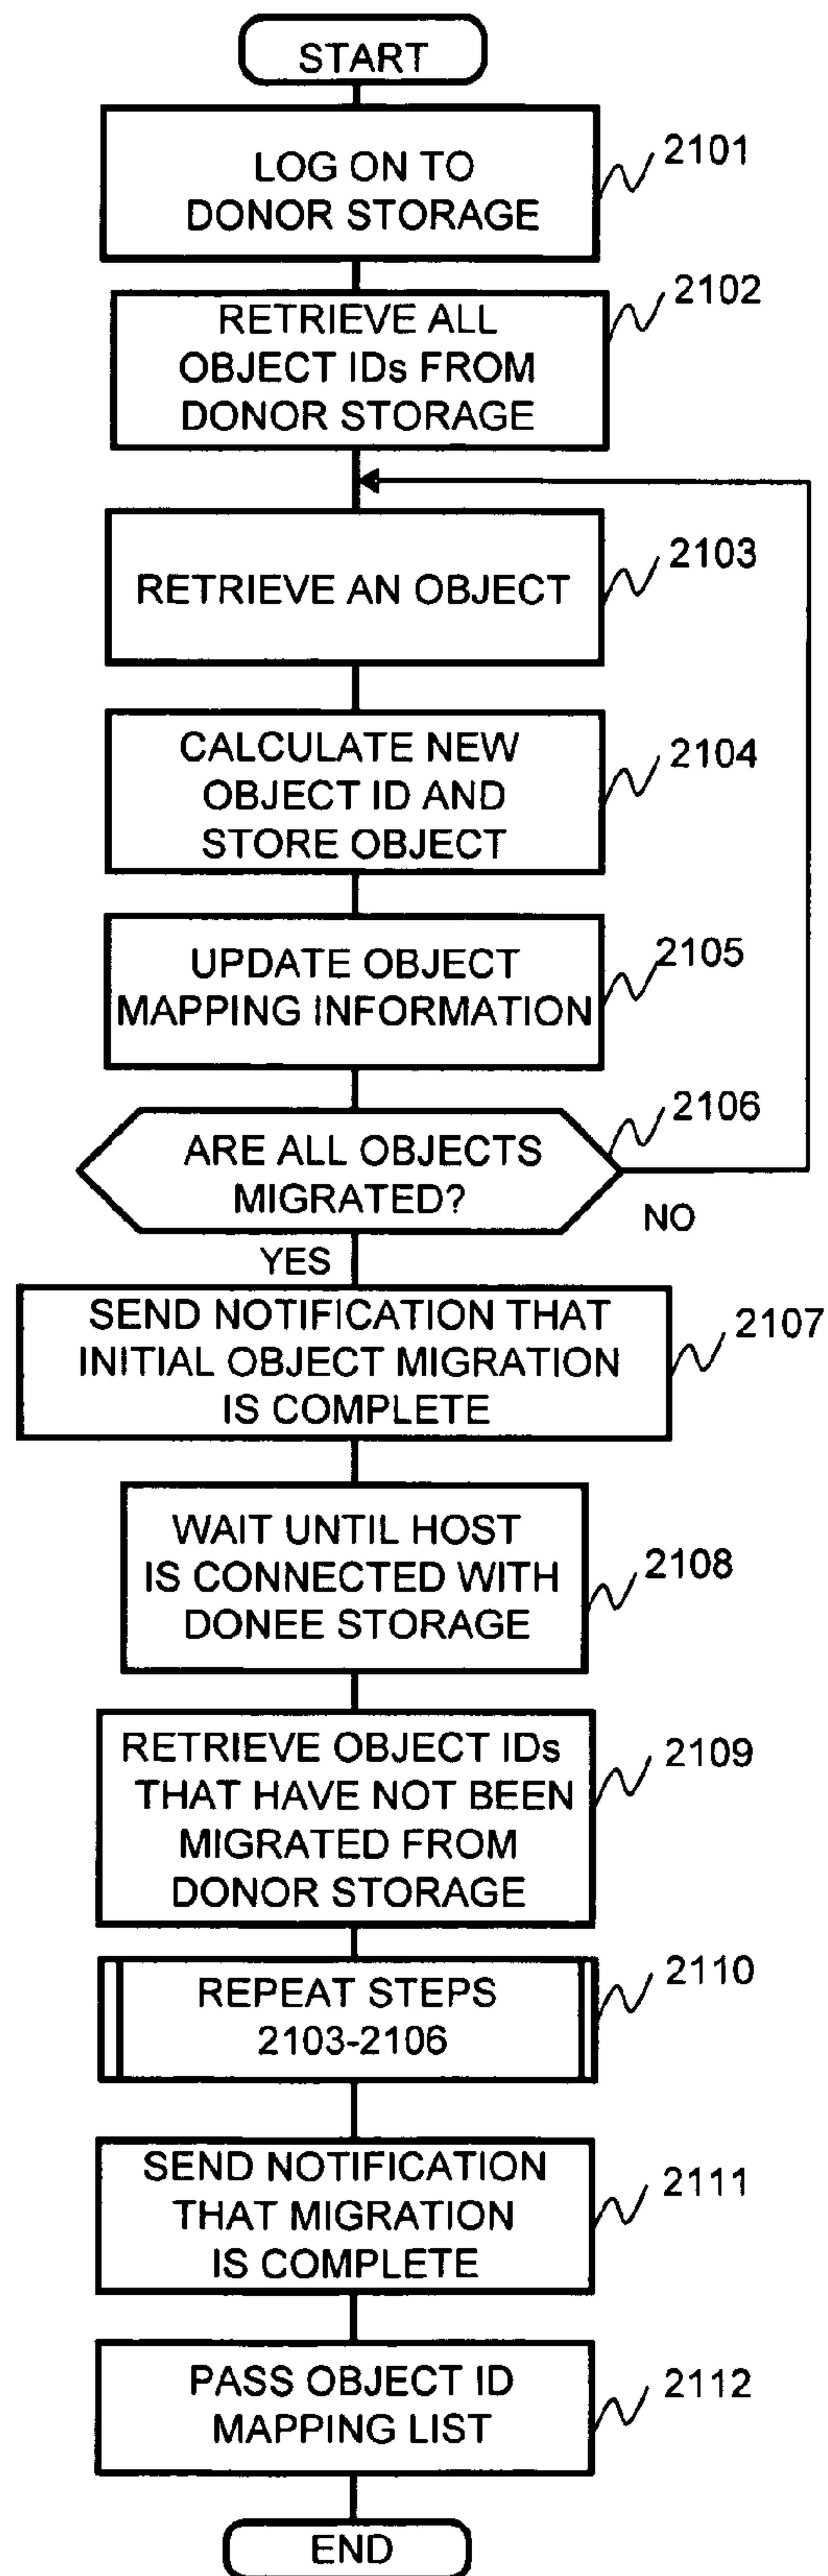 START
LOG ON TO
DONOR STORAGE
2101
RETRIEVE ALL
OBJECT IDs FROM
DONOR STORAGE
2102
RETRIEVE AN OBJECT
2103
CALCULATE NEW
OBJECT ID AND
STORE OBJECT
2104
UPDATE OBJECT
MAPPING INFORMATION
2105
ARE ALL OBJECTS
MIGRATED?
2106
NO
YES
SEND NOTIFICATION THAT
INITIAL OBJECT MIGRATION
IS COMPLETE
2107
WAIT UNTIL HOST
IS CONNECTED WITH
DONEE STORAGE
2108
RETRIEVE OBJECT IDs
THAT HAVE NOT BEEN
MIGRATED FROM
DONOR STORAGE
2109
REPEAT STEPS
2103-2106
2110
SEND NOTIFICATION
THAT MIGRATION
IS COMPLETE
2111
PASS OBJECT ID
MAPPING LIST
2112
END